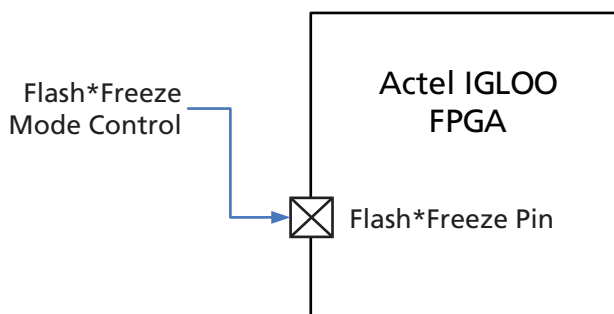 Actel IGLOO
FPGA
Flash*Freeze
Mode Control
Flash*Freeze Pin